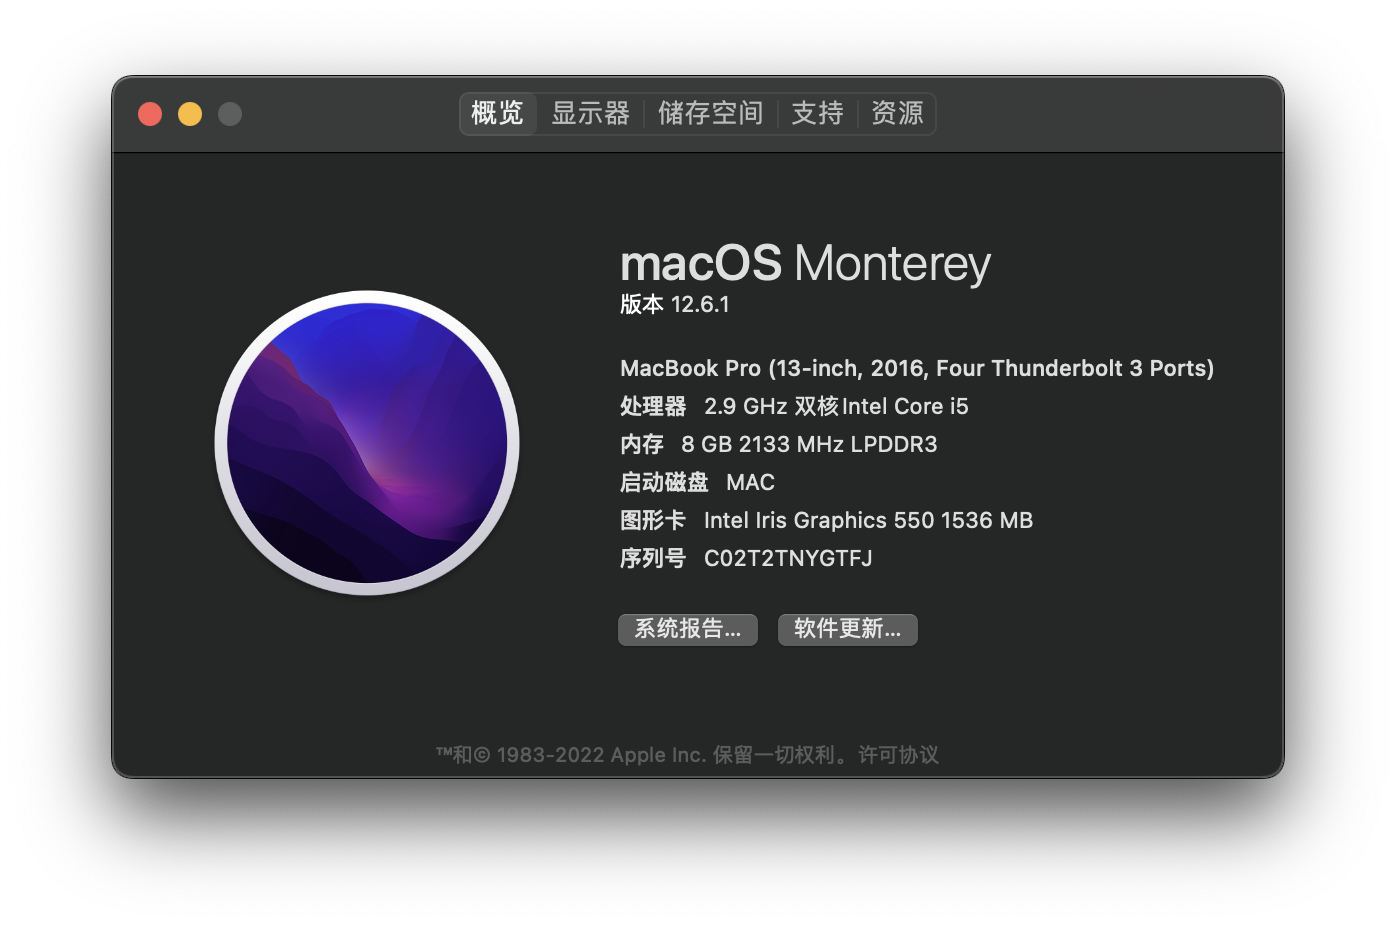 概览 显示器 储存空间 支持 资源
macOS Monterey
版本 12.6.1
MacBook Pro (13-inch, 2016, Four Thunderbolt 3 Ports)
处理器 2.9 GHz 双核Intel Core i5
内存 8 GB 2133 MHz LPDDR3
启动磁盘 MAC
图形卡 Intel Iris Graphics 550 1536 MB
序列号 C02T2TNYGTFJ
系统报告... 软件更新...
™和© 1983-2022 Apple Inc. 保留一切权利。许可协议